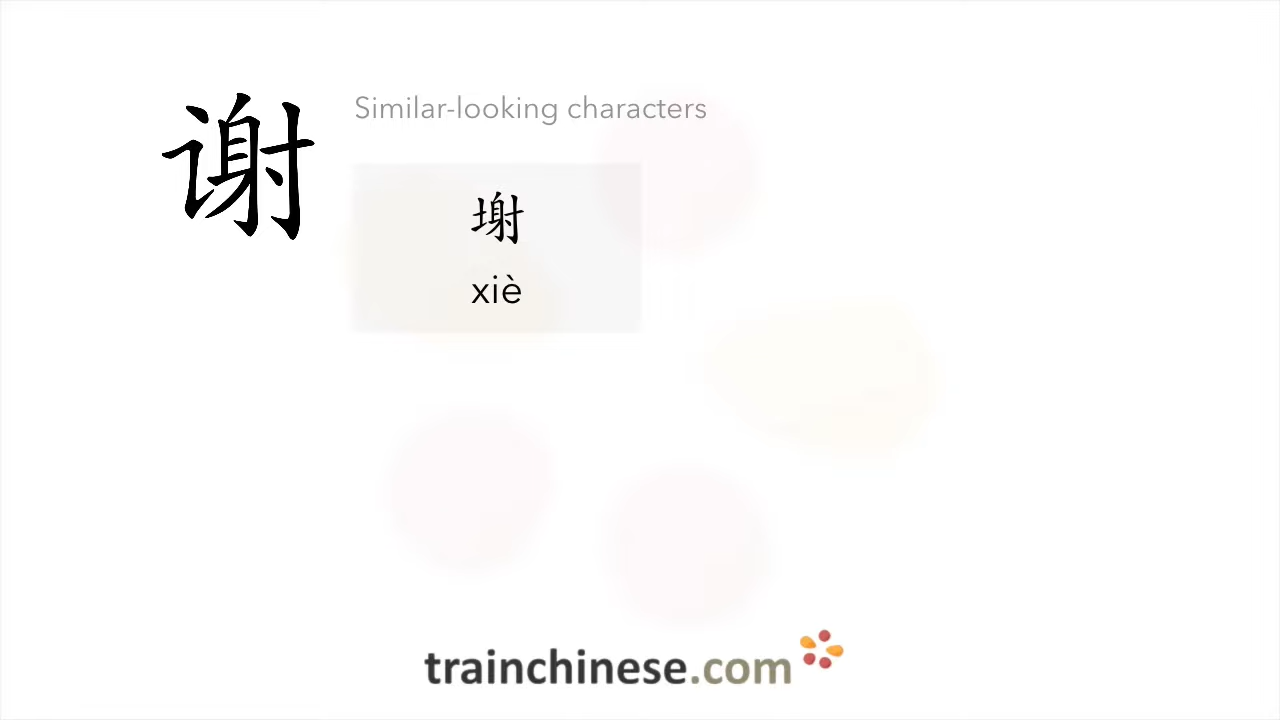 谢
Similar-looking characters
塮
xiè
trainchinese.com